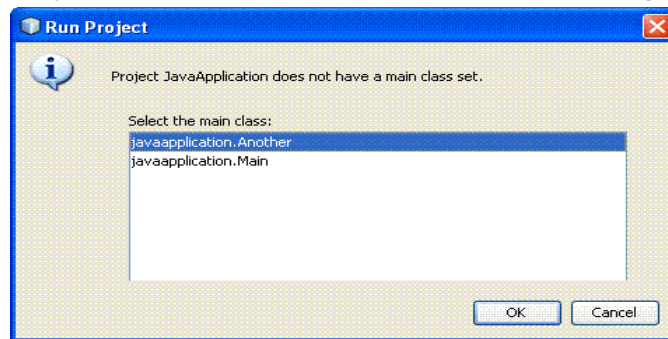 Run Project
Project JavaApplication does not have a main class set.
Select the main class:
javaapplication.Another
javaapplication.Main
OK Cancel